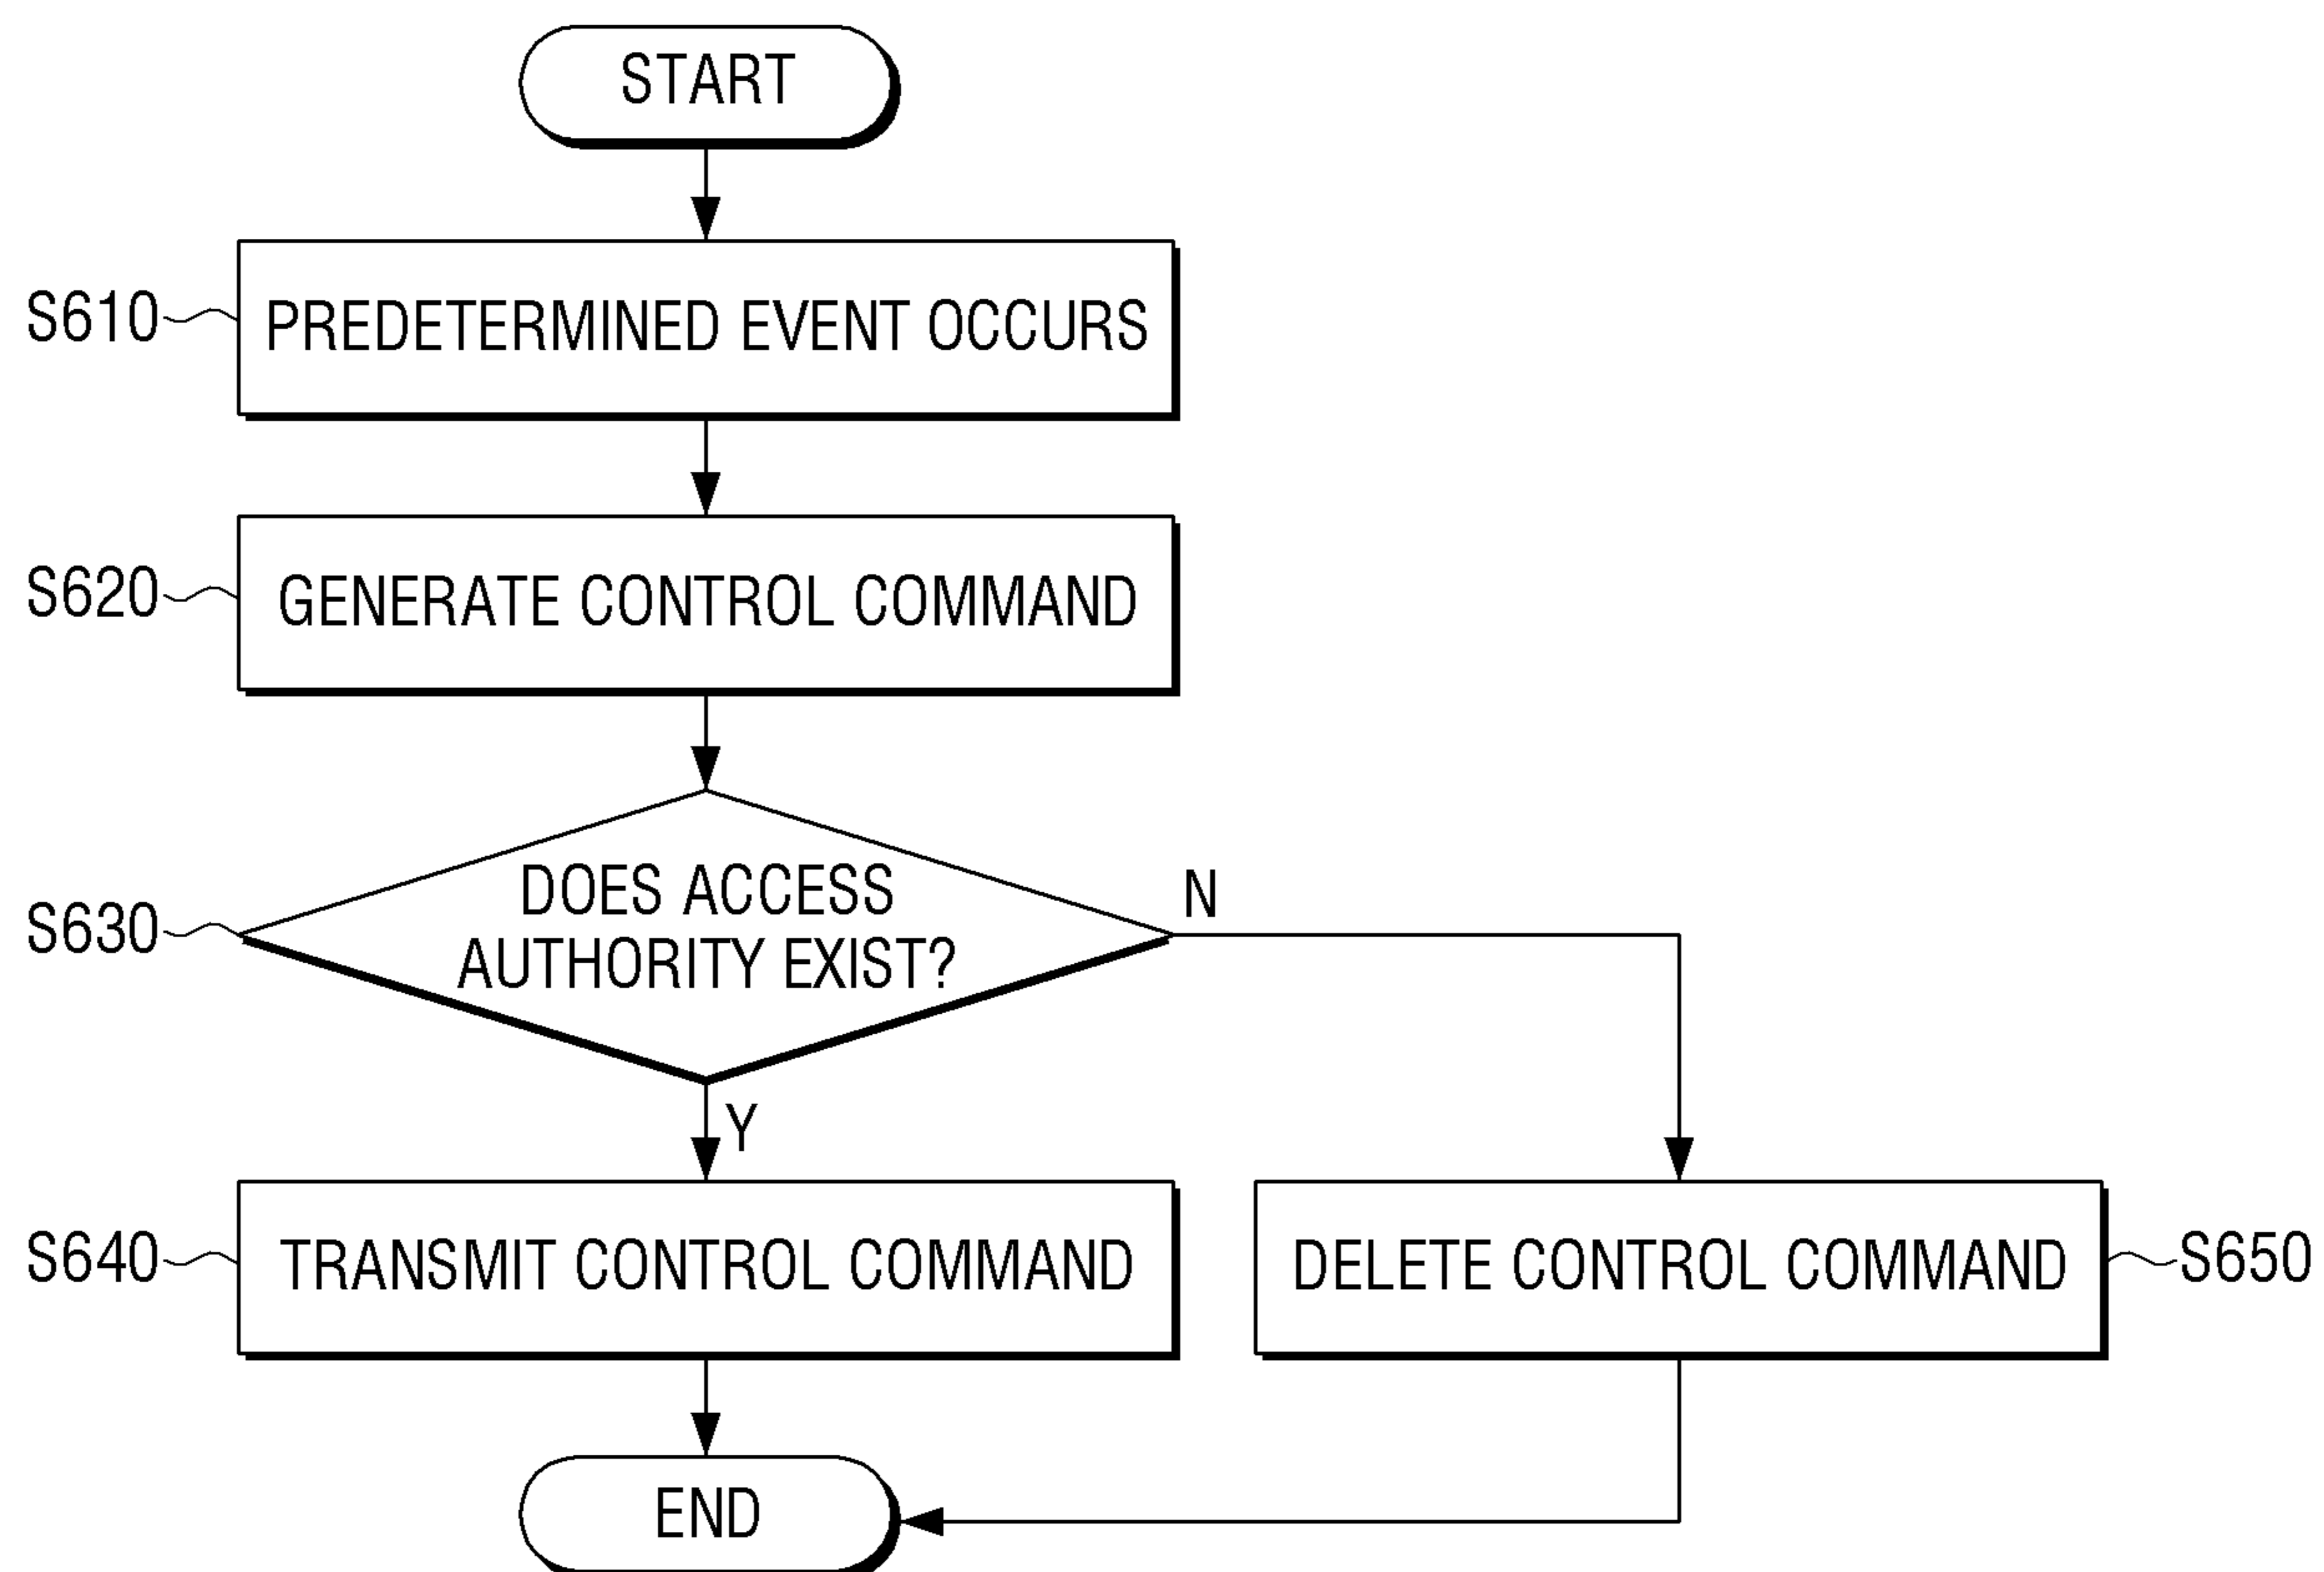 START
S610
PREDETERMINED EVENT OCCURS
S620
GENERATE CONTROL COMMAND
S630
DOES ACCESS
AUTHORITY EXIST?
N
Y
S640
TRANSMIT CONTROL COMMAND
DELETE CONTROL COMMAND
S650
END